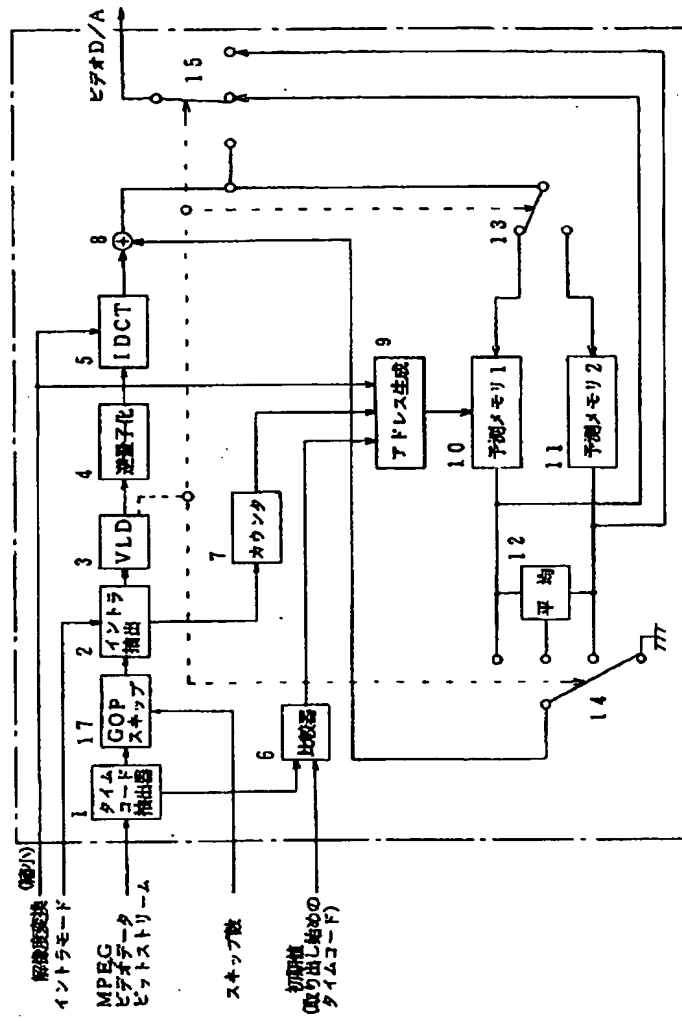 (縮小)
解像度変換
イントラモード
MPEG
ビデオデータ
ビットストリーム
スキップ数
初期値
(取り出し始めの
タイムコード)
1
タイム
コード
抽出器
17
GOP
スキップ
2
イントラ
抽出
3
VLD
4
逆量子化
5
IDCT
8
6
比較器
7
カウンタ
9
アドレス生成
10
予測メモリ1
11
予測メモリ2
12
平均
13
14
15
ビデオD/A